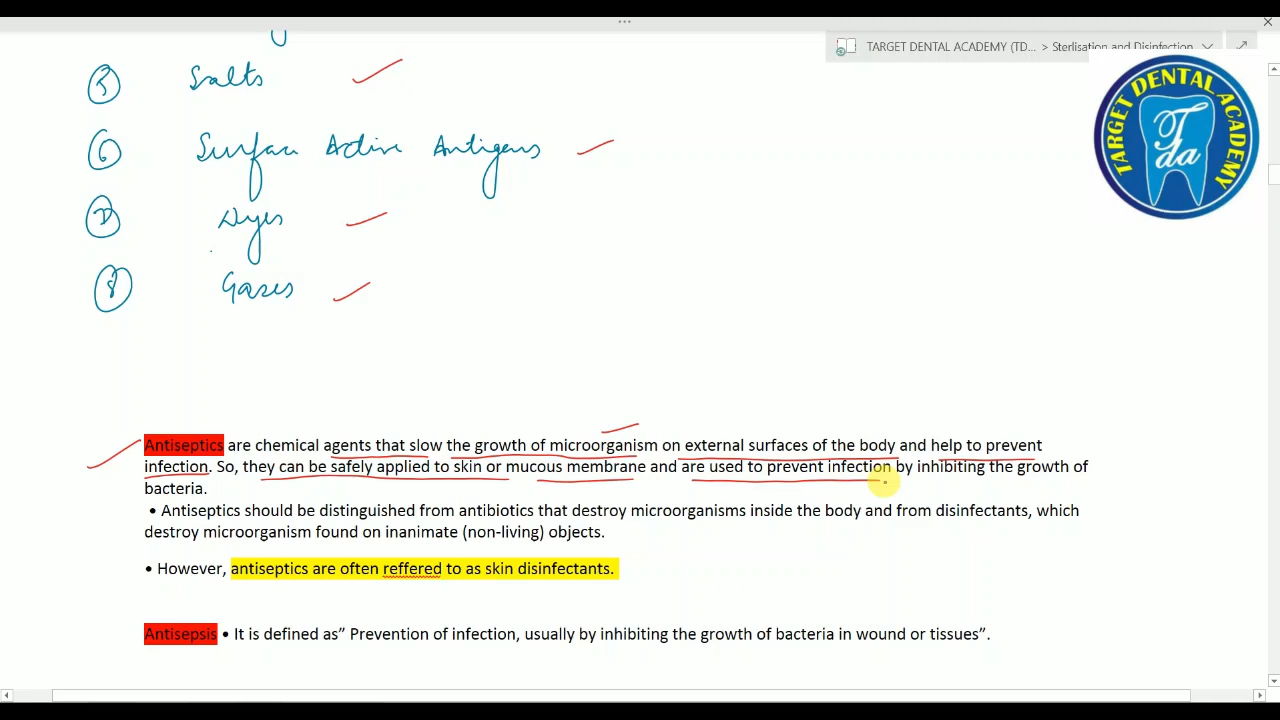 TARGET DENTAL ACADEMY (TD... > Sterlisation and Disinfection
TARGET DENTAL ACADEMY
Tda
5 Salts
6 Surface Active Antigens
7 Dyes
8 Gases
Antiseptics are chemical agents that slow the growth of microorganism on external surfaces of the body and help to prevent
infection. So, they can be safely applied to skin or mucous membrane and are used to prevent infection by inhibiting the growth of
bacteria.
• Antiseptics should be distinguished from antibiotics that destroy microorganisms inside the body and from disinfectants, which
destroy microorganism found on inanimate (non-living) objects.
• However, antiseptics are often reffered to as skin disinfectants.
Antisepsis • It is defined as” Prevention of infection, usually by inhibiting the growth of bacteria in wound or tissues”.